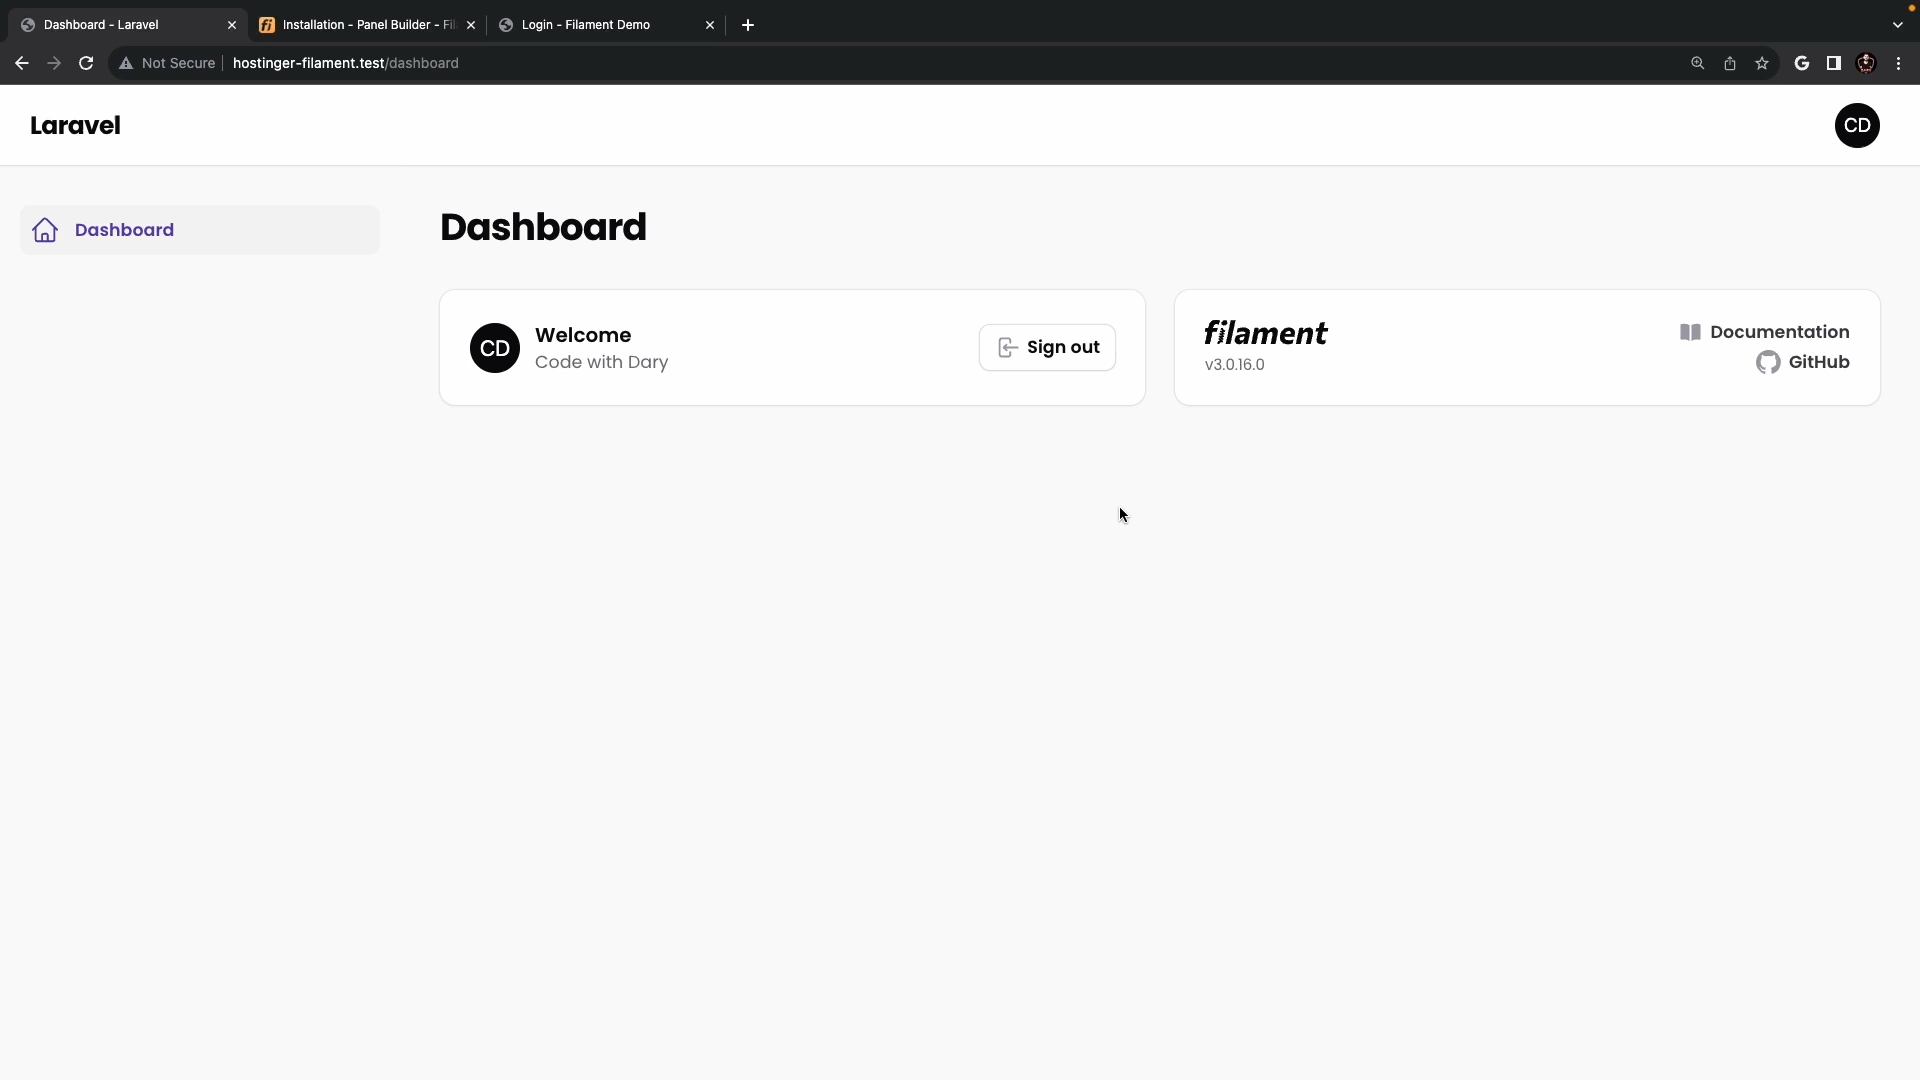 Dashboard - Laravel
Installation - Panel Builder - Fil
Login - Filament Demo
Not Secure
hostinger-filament.test/dashboard
Laravel
CD
Dashboard
Dashboard
CD
Welcome
Code with Dary
Sign out
filament
v3.0.16.0
Documentation
GitHub